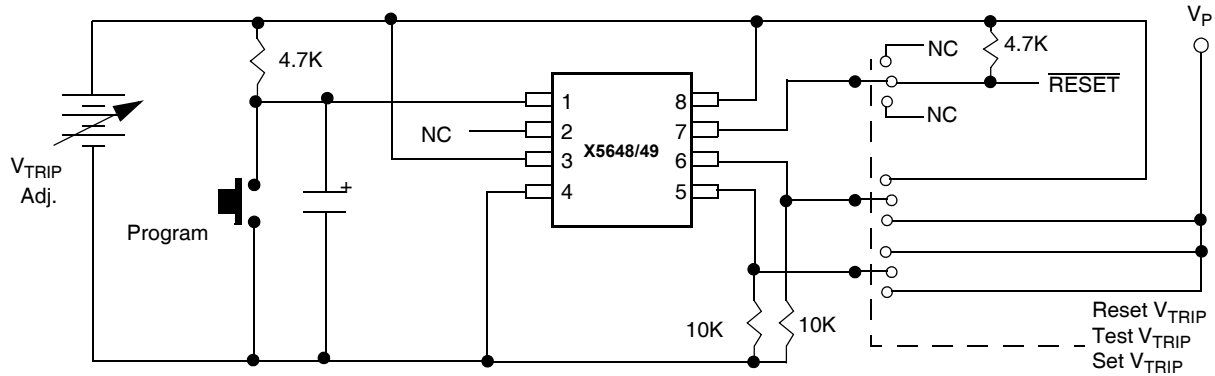 V_P
NC
4.7K
4.7K
RESET
NC
1
8
NC
2
7
X5648/49
3
6
4
5
V_TRIP
Adj.
+
Program
10K
10K
Reset V_TRIP
Test V_TRIP
Set V_TRIP